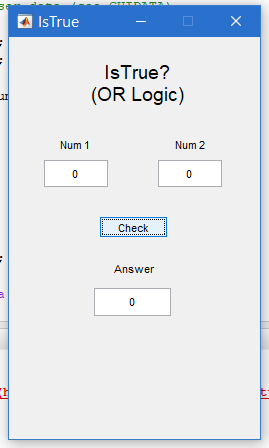 IsTrue
IsTrue?
(OR Logic)
Num 1 Num 2
0 0
Check
Answer
0